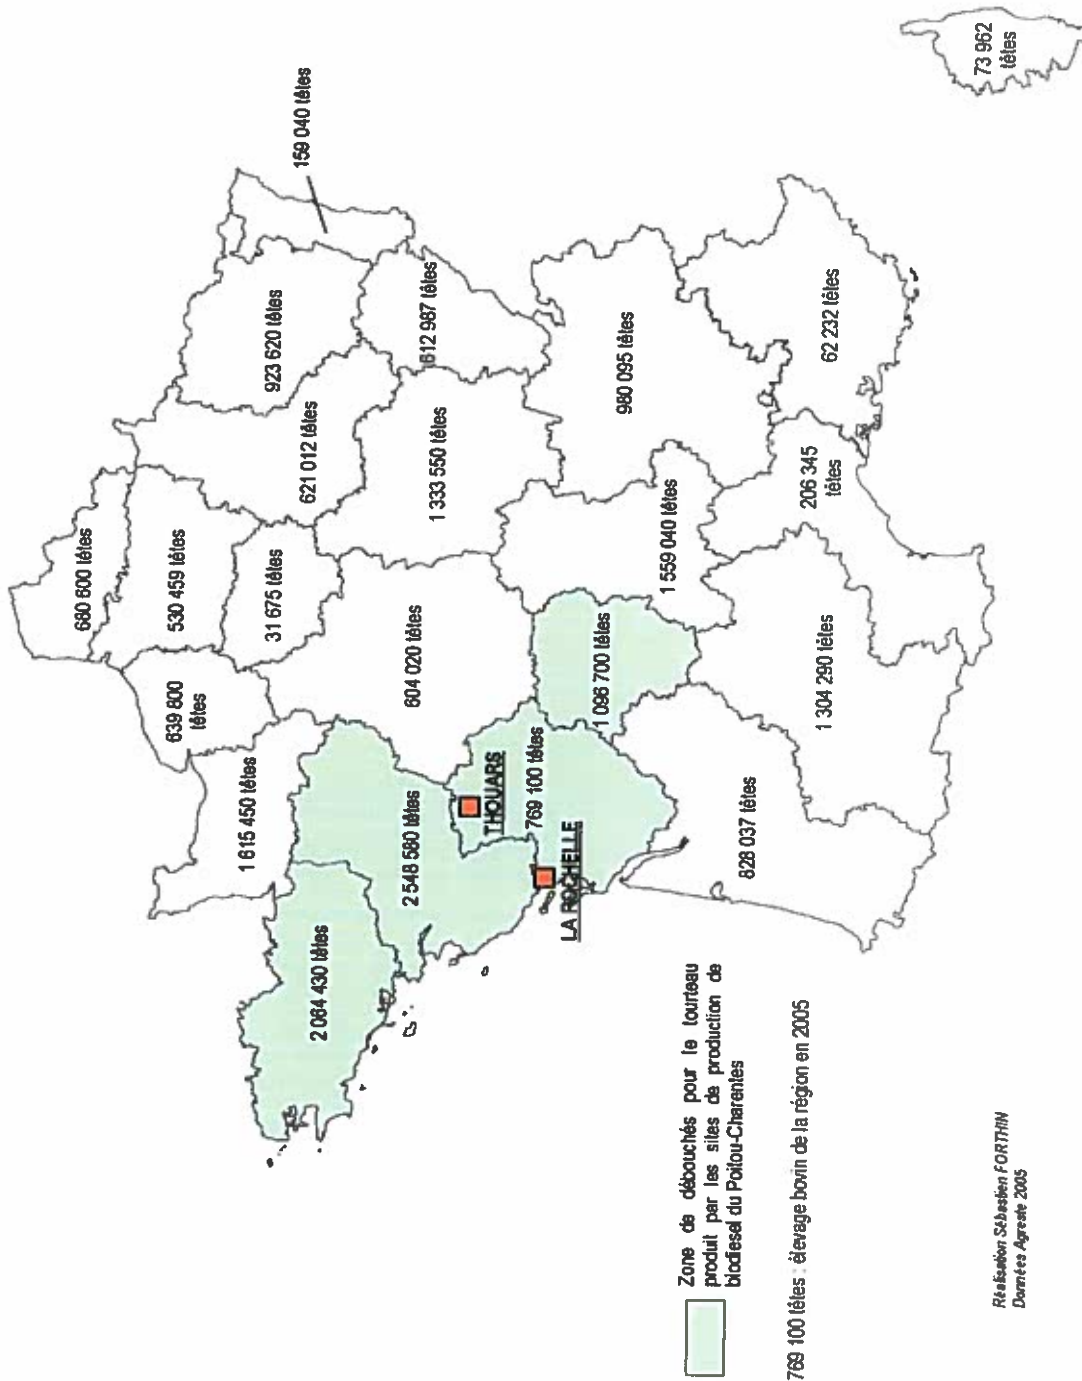 680 600 têtes
530 459 têtes
639 800
têtes
31 675 têtes
1 615 450 têtes
621 012 têtes
923 620 têtes
159 040 têtes
2 064 430 têtes
2 548 580 têtes
604 020 têtes
1 333 550 têtes
612 987 têtes
THOUARS
769 100 têtes
LA ROCHELLE
1 096 700 têtes
1 559 040 têtes
980 095 têtes
828 037 têtes
1 304 290 têtes
206 345
têtes
62 232 têtes
73 962
têtes
Zone de débouchés pour le tourteau
produit par les sites de production de
biodiesel du Poitou-Charentes
769 100 têtes : élevage bovin de la région en 2005
Réalisation Sébastien FORTHIN
Données Agreste 2005